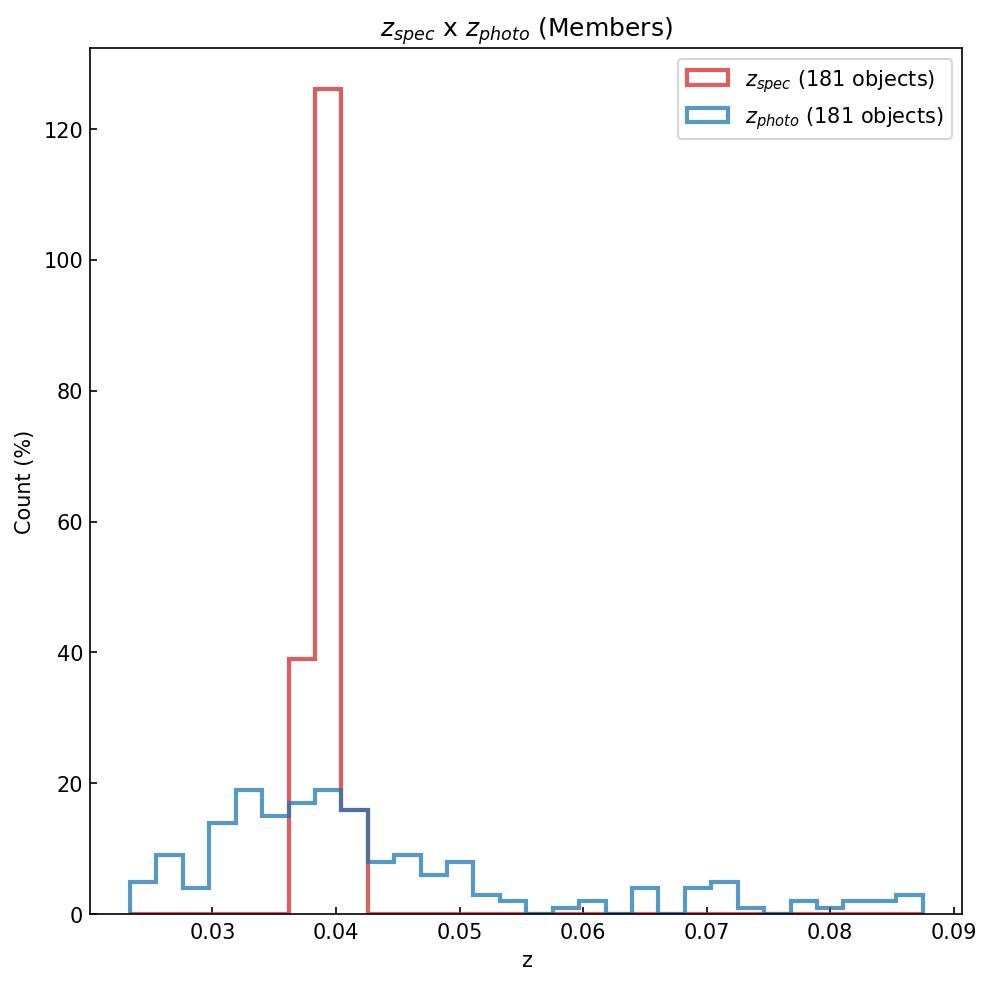 z_spec x z_photo (Members)
z_spec (181 objects)
z_photo (181 objects)
Count (%)
120
100
80
60
40
20
0
0.03 0.04 0.05 0.06 0.07 0.08 0.09
z